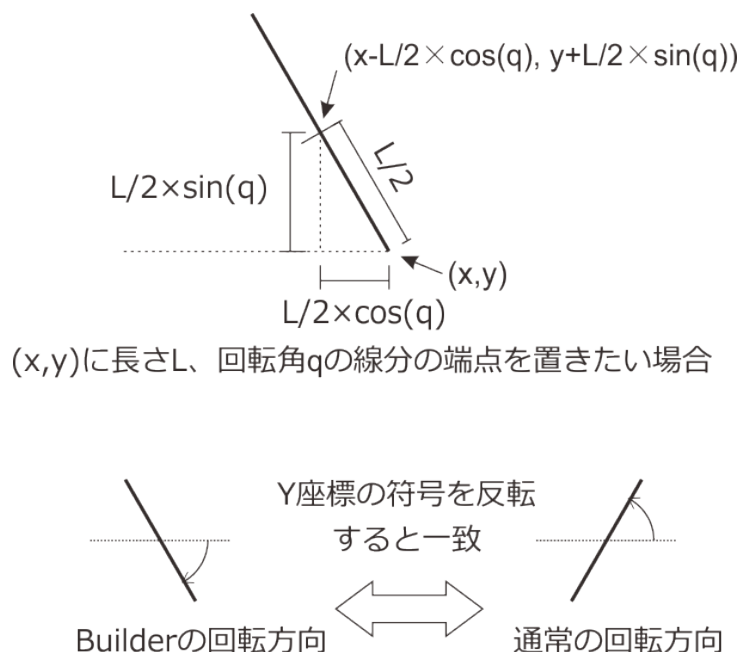 (x-L/2×cos(q), y+L/2×sin(q))
L/2
L/2×sin(q)
(x,y)
L/2×cos(q)
(x,y)に長さL、回転角qの線分の端点を置きたい場合
Y座標の符号を反転
すると一致
Builderの回転方向
通常の回転方向